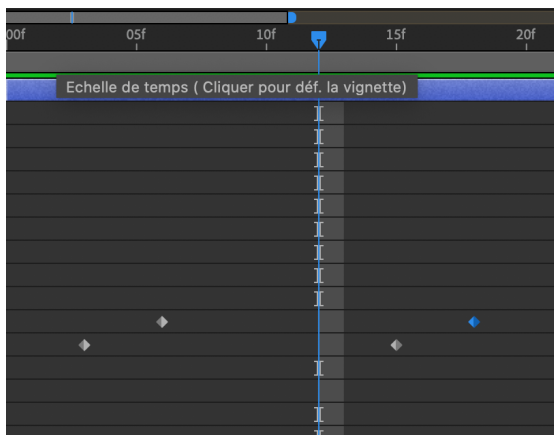 00f 05f 10f 15f 20f
Echelle de temps ( Cliquer pour déf. la vignette)